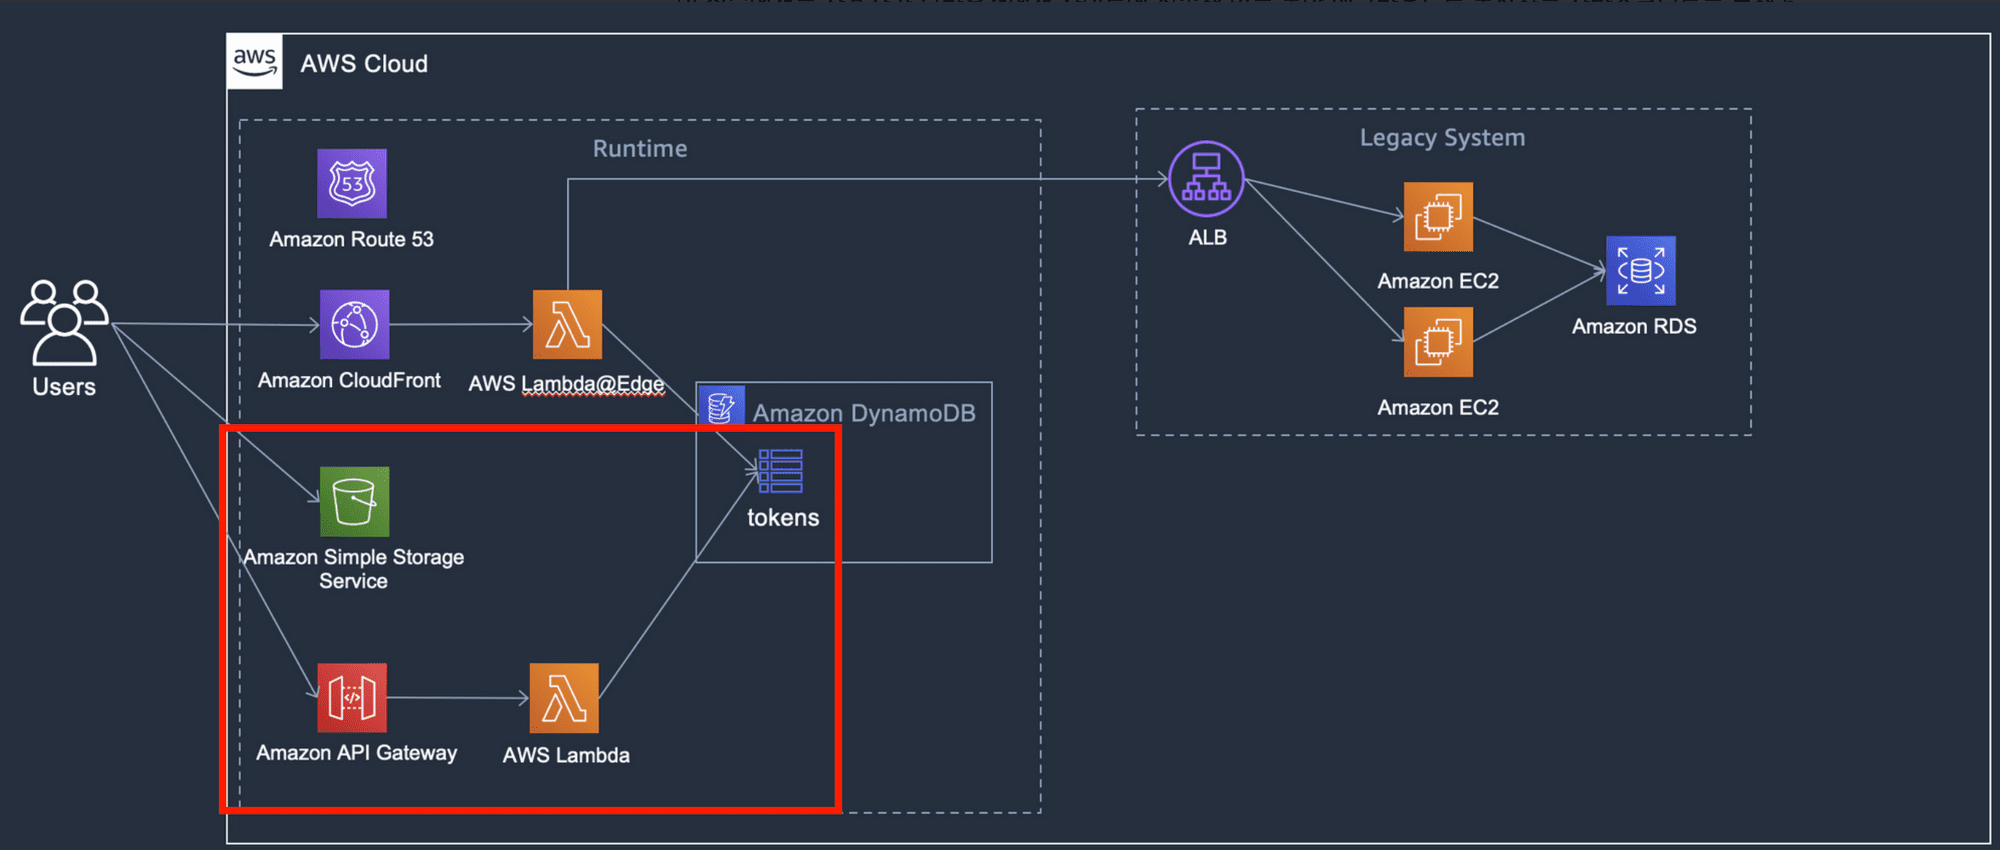 aws
AWS Cloud
Runtime
Legacy System
53
Amazon Route 53
ALB
Amazon EC2
Amazon RDS
Users
Amazon CloudFront
AWS Lambda@Edge
Amazon EC2
Amazon DynamoDB
tokens
Amazon Simple Storage
Service
</>
Amazon API Gateway
AWS Lambda